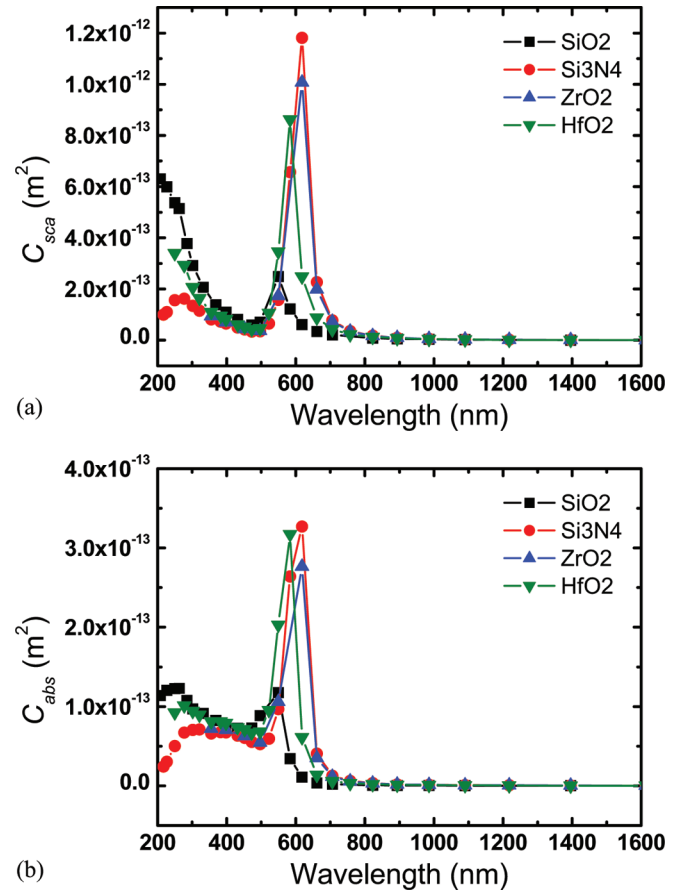 1.2x10⁻¹²
1.0x10⁻¹²
8.0x10⁻¹³
6.0x10⁻¹³
4.0x10⁻¹³
2.0x10⁻¹³
0.0
C_sca (m²)
SiO2
Si3N4
ZrO2
HfO2
200 400 600 800 1000 1200 1400 1600
Wavelength (nm)
(a)
4.0x10⁻¹³
3.0x10⁻¹³
2.0x10⁻¹³
1.0x10⁻¹³
0.0
C_abs (m²)
SiO2
Si3N4
ZrO2
HfO2
200 400 600 800 1000 1200 1400 1600
Wavelength (nm)
(b)